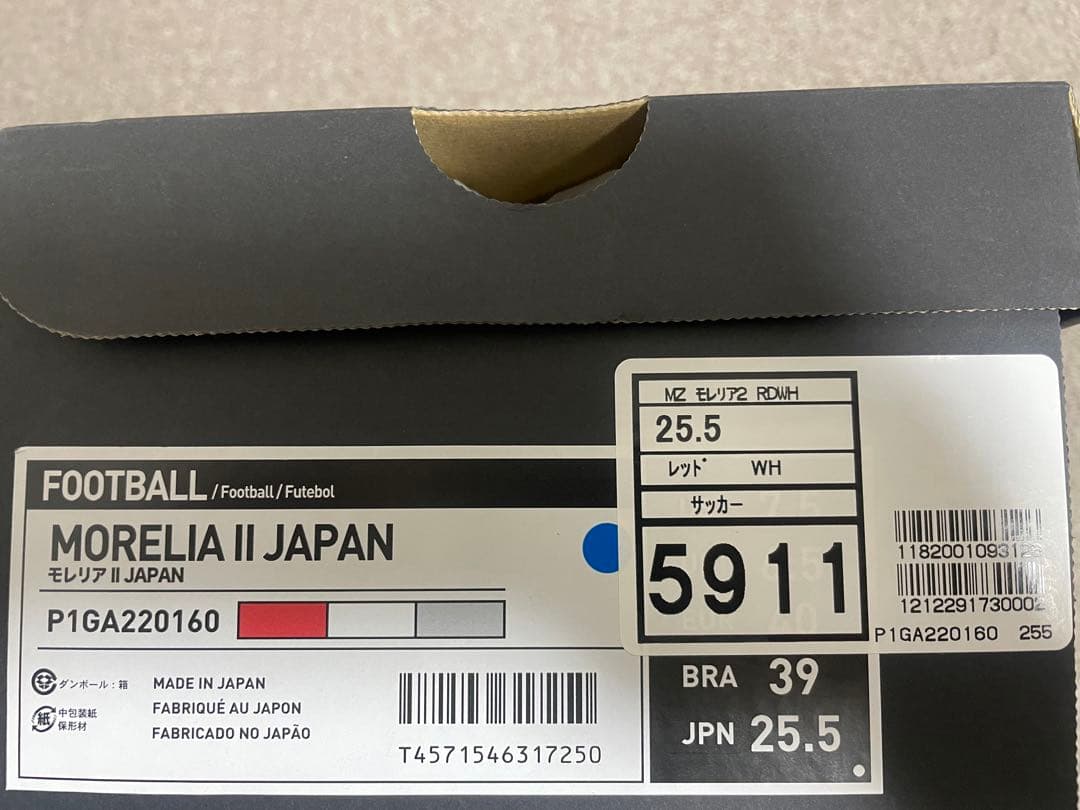 FOOTBALL / Football / Futebol
MORELIA II JAPAN
モレリア II JAPAN
P1GA220160
ダンボール:箱
中包装紙
保形材
紙
MADE IN JAPAN
FABRIQUÉ AU JAPON
FABRICADO NO JAPÃO
T4571546317250
MZ モレリア2 RDWH
25.5
レッド WH
サッカー
5911
P1GA220160 255
BRA 39
JPN 25.5